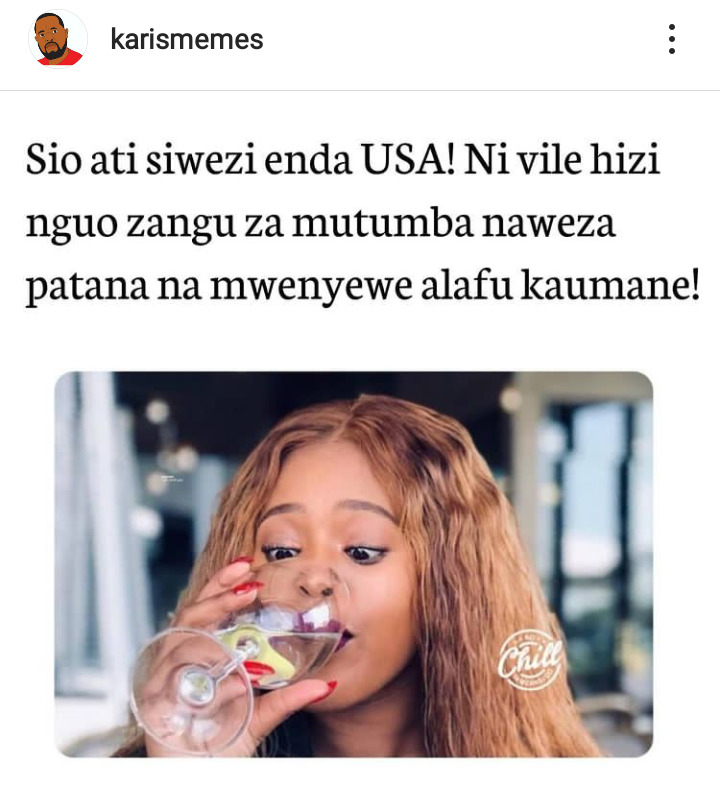 karismemes
Sio ati siwezi enda USA! Ni vile hizi
nguo zangu za mutumba naweza
patana na mwenyewe alafu kaumane!
Chill